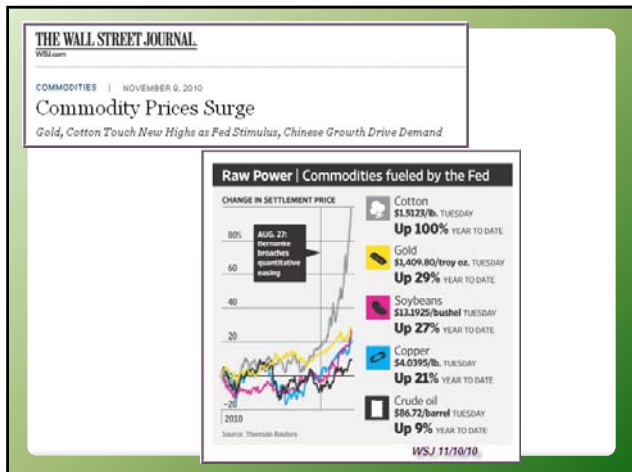 THE WALL STREET JOURNAL.
WSJ.com
COMMODITIES | NOVEMBER 9, 2010
Commodity Prices Surge
Gold, Cotton Touch New Highs as Fed Stimulus, Chinese Growth Drive Demand
Raw Power | Commodities fueled by the Fed
CHANGE IN SETTLEMENT PRICE
80%
60
40
20
-20
2010
AUG. 27:
Bernanke
broaches
quantitative
easing
Cotton
$1.5123/lb. TUESDAY
Up 100% YEAR TO DATE
Gold
$1,409.80/troy oz. TUESDAY
Up 29% YEAR TO DATE
Soybeans
$13.1925/bushel TUESDAY
Up 27% YEAR TO DATE
Copper
$4.0395/lb. TUESDAY
Up 21% YEAR TO DATE
Crude oil
$86.72/barrel TUESDAY
Up 9% YEAR TO DATE
Source: Thomson Reuters
WSJ 11/10/10